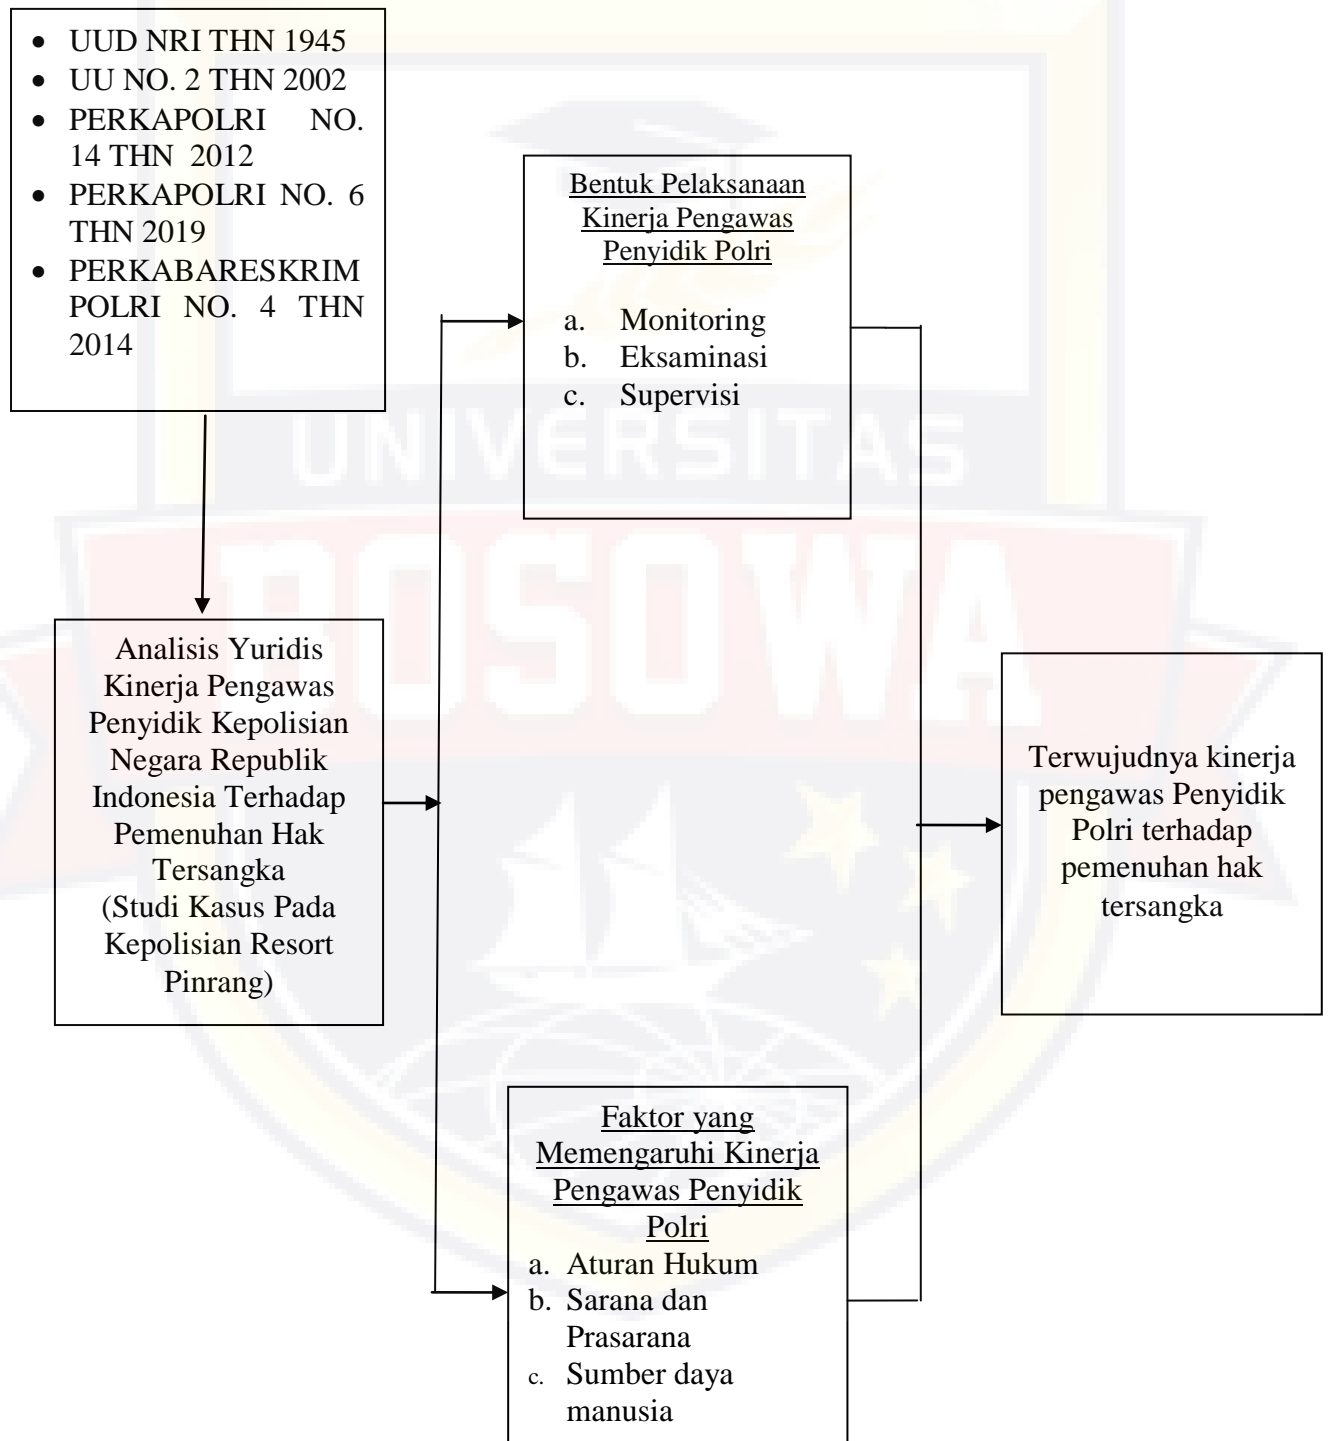 • UUD NRI THN 1945
• UU NO. 2 THN 2002
• PERKAPOLRI NO.
14 THN 2012
• PERKAPOLRI NO. 6
THN 2019
• PERKABARESKRIM
POLRI NO. 4 THN
2014
Bentuk Pelaksanaan
Kinerja Pengawas
Penyidik Polri
a. Monitoring
b. Eksaminasi
c. Supervisi
UNIVERSITAS
BOSOWA
Analisis Yuridis
Kinerja Pengawas
Penyidik Kepolisian
Negara Republik
Indonesia Terhadap
Pemenuhan Hak
Tersangka
(Studi Kasus Pada
Kepolisian Resort
Pinrang)
Terwujudnya kinerja
pengawas Penyidik
Polri terhadap
pemenuhan hak
tersangka
Faktor yang
Memengaruhi Kinerja
Pengawas Penyidik
Polri
a. Aturan Hukum
b. Sarana dan
Prasarana
c. Sumber daya
manusia